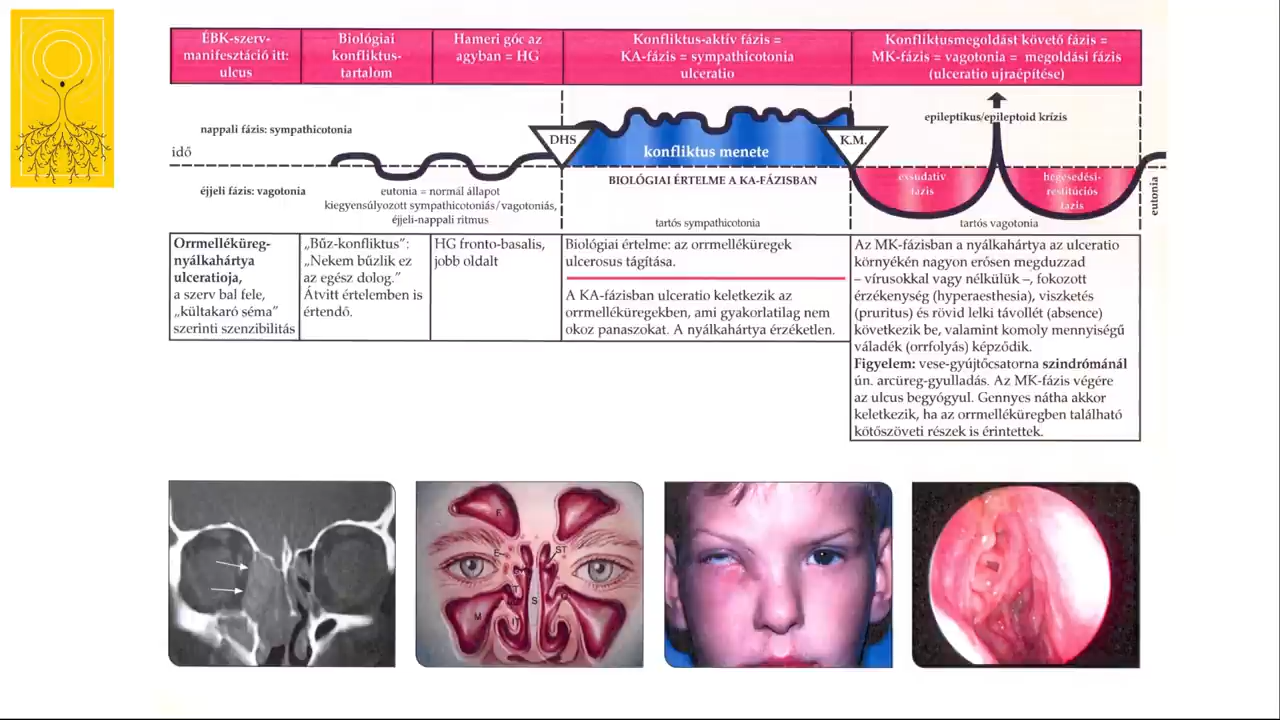 ÉBK-szerv-
manifesztáció itt:
ulcus
Biológiai
konfliktus-
tartalom
Hameri góc az
agyban = HG
Konfliktus-aktív fázis =
KA-fázis = sympathicotonia
ulceratio
Konfliktusmegoldást követő fázis =
MK-fázis = vagotonia = megoldási fázis
(ulceratio ujraépítése)
nappali fázis: sympathicotonia
idő
éjjeli fázis: vagotonia
eutonia = normál állapot
kiegyensúlyozott sympathicotoniás/vagotoniás,
éjjeli-nappali ritmus
DHS
konfliktus menete
K.M.
BIOLÓGIAI ÉRTELME A KA-FÁZISBAN
tartós sympathicotonia
epileptikus/epileptoid krízis
exsudatív
fázis
hegesedési-
restitúciós
fázis
tartós vagotonia
eutonia
Orrmelléküreg-
nyálkahártya
ulceratioja,
a szerv bal fele,
„kültakaró séma”
szerinti szenzibilitás
„Bűz-konfliktus”:
„Nekem bűzlik ez
az egész dolog.”
Átvitt értelemben is
értendő.
HG fronto-basalis,
jobb oldalt
Biológiai értelme: az orrmelléküregek
ulcerosus tágítása.
A KA-fázisban ulceratio keletkezik az
orrmelléküregekben, ami gyakorlatilag nem
okoz panaszokat. A nyálkahártya érzéketlen.
Az MK-fázisban a nyálkahártya az ulceratio
környékén nagyon erősen megduzzad
– vírusokkal vagy nélkülük –, fokozott
érzékenység (hyperaesthesia), viszketés
(pruritus) és rövid lelki távollét (absence)
következik be, valamint komoly mennyiségű
váladék (orrfolyás) képződik.
Figyelem: vese-gyújtőcsatorna szindrómánál
ún. arcüreg-gyulladás. Az MK-fázis végére
az ulcus begyógyul. Gennyes nátha akkor
keletkezik, ha az orrmelléküregben található
kötőszöveti részek is érintettek.
F
E
ST
M
S
IT